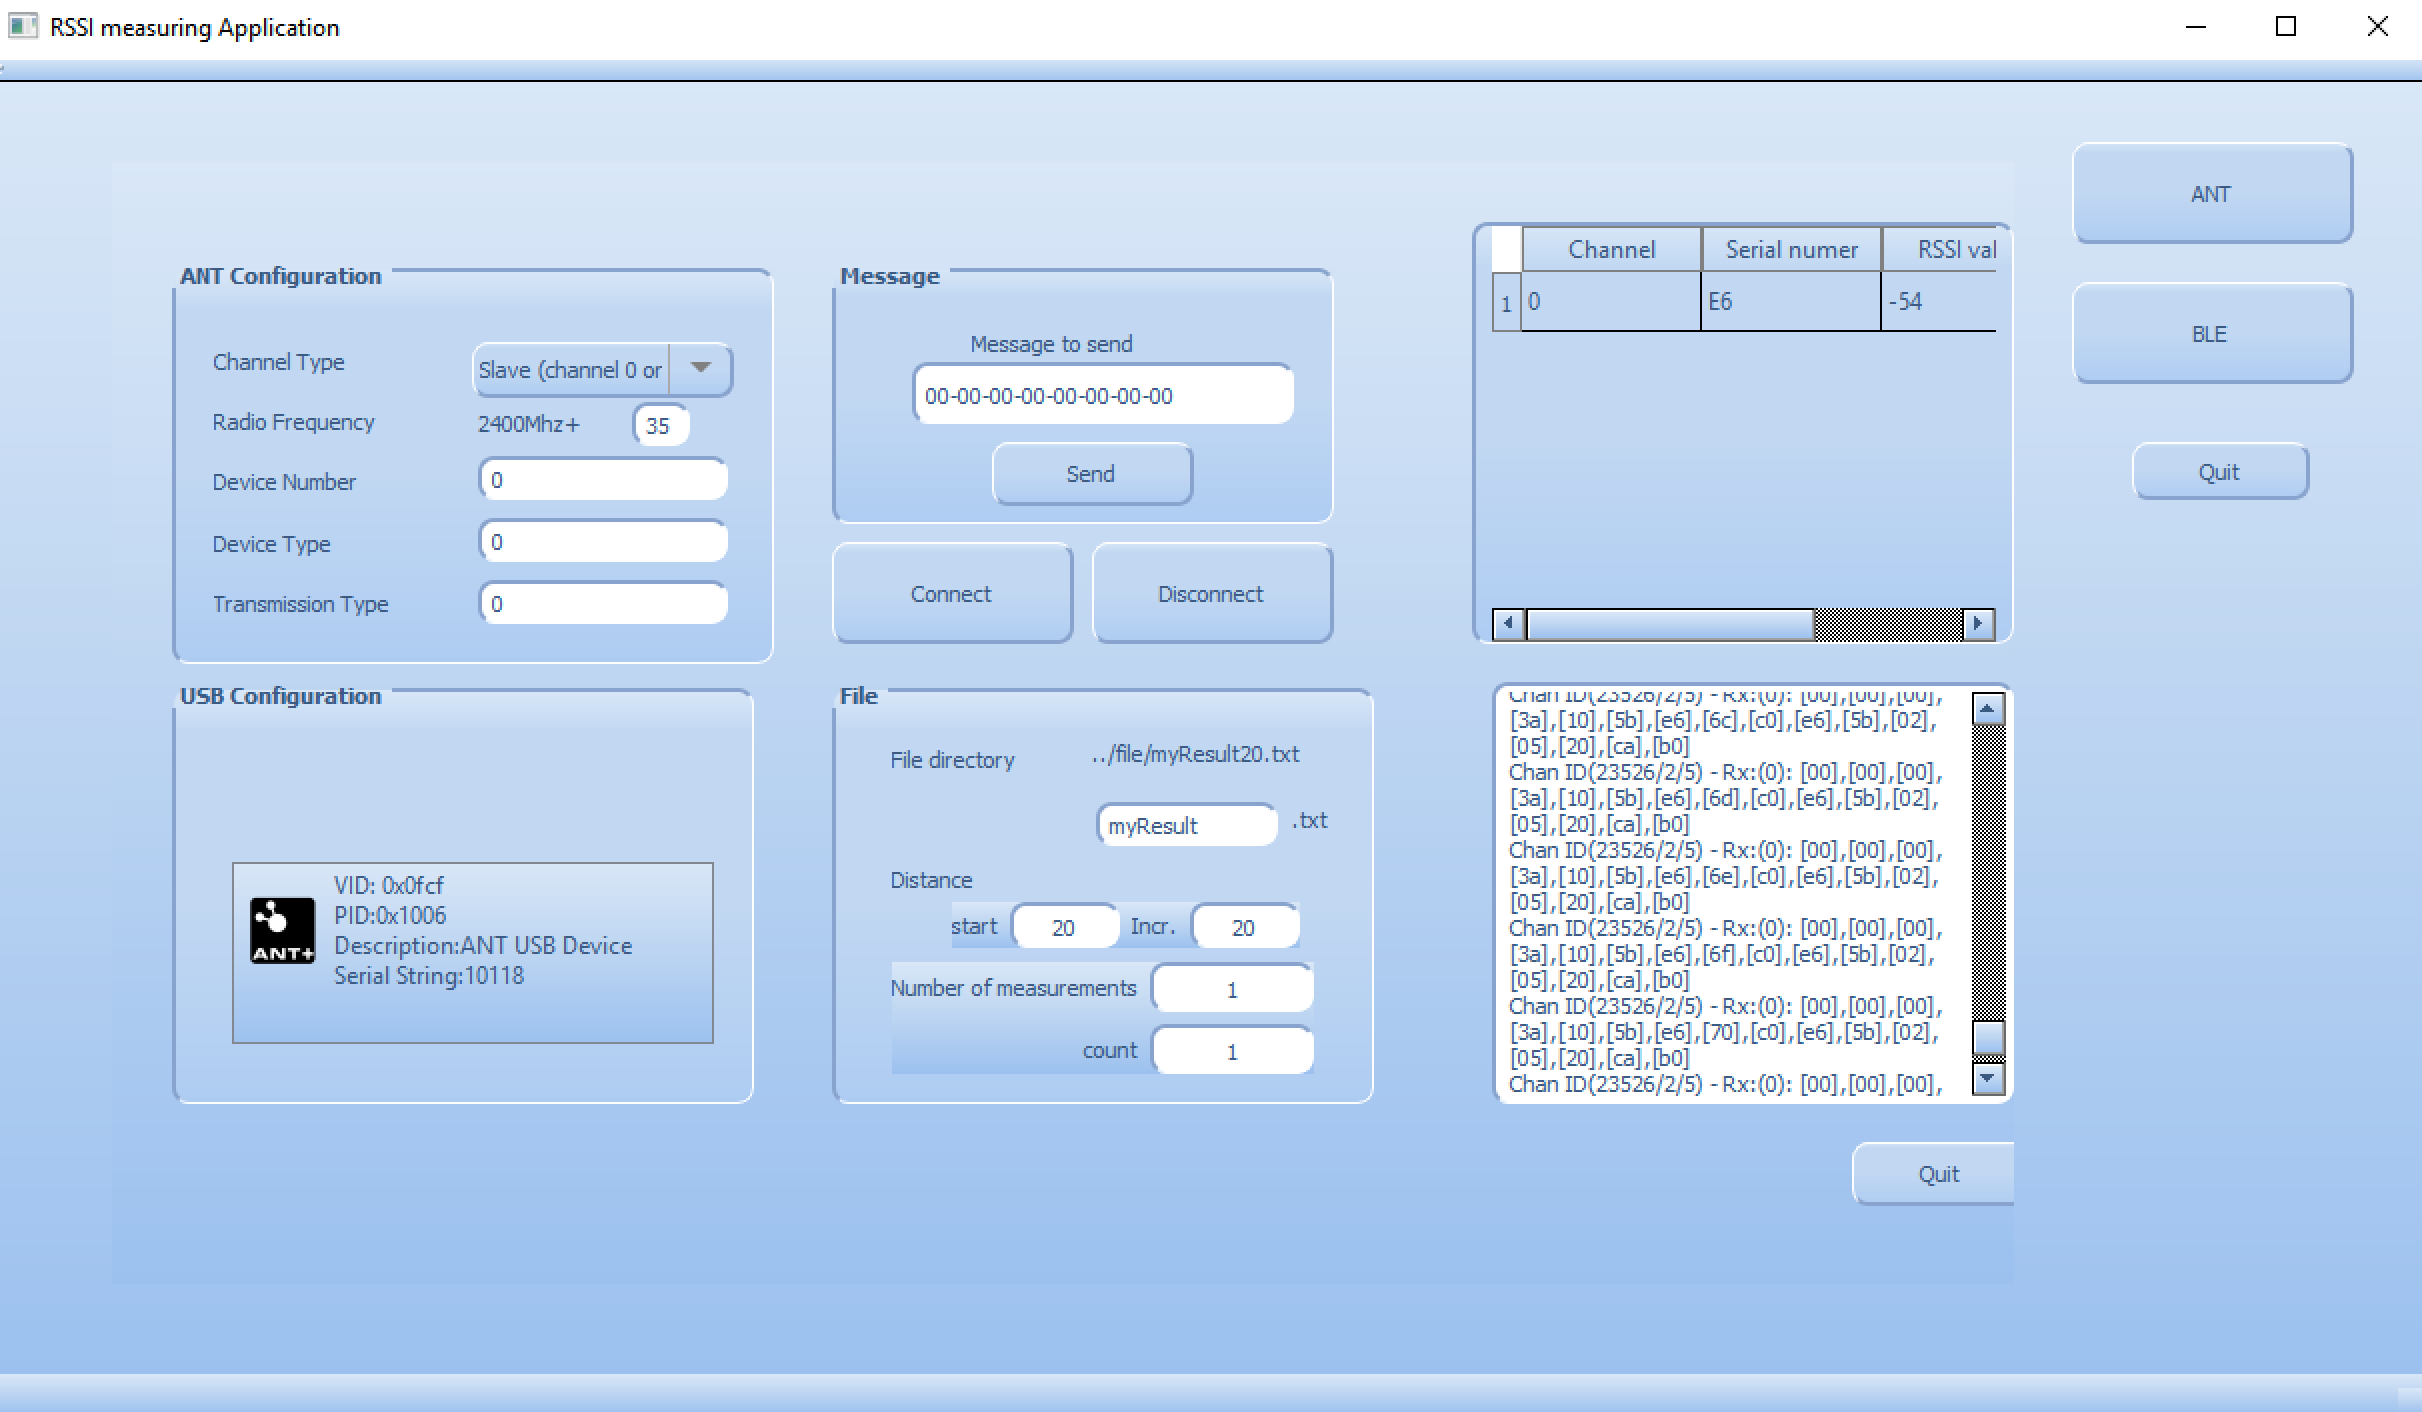 RSSI measuring Application
ANT Configuration
Channel Type
Slave (channel 0 or
Radio Frequency
2400Mhz+
35
Device Number
0
Device Type
0
Transmission Type
0
Message
Message to send
00-00-00-00-00-00-00-00
Send
Connect
Disconnect
Channel
Serial numer
RSSI val
1
0
E6
-54
ANT
BLE
Quit
USB Configuration
ANT+
VID: 0x0fcf
PID:0x1006
Description:ANT USB Device
Serial String:10118
File
File directory
../file/myResult20.txt
myResult
.txt
Distance
start
20
Incr.
20
Number of measurements
1
count
1
Chan ID(23526/2/5) - Rx:(0): [00],[00],[00],
[3a],[10],[5b],[e6],[6c],[c0],[e6],[5b],[02],
[05],[20],[ca],[b0]
Chan ID(23526/2/5) - Rx:(0): [00],[00],[00],
[3a],[10],[5b],[e6],[6d],[c0],[e6],[5b],[02],
[05],[20],[ca],[b0]
Chan ID(23526/2/5) - Rx:(0): [00],[00],[00],
[3a],[10],[5b],[e6],[6e],[c0],[e6],[5b],[02],
[05],[20],[ca],[b0]
Chan ID(23526/2/5) - Rx:(0): [00],[00],[00],
[3a],[10],[5b],[e6],[6f],[c0],[e6],[5b],[02],
[05],[20],[ca],[b0]
Chan ID(23526/2/5) - Rx:(0): [00],[00],[00],
[3a],[10],[5b],[e6],[70],[c0],[e6],[5b],[02],
[05],[20],[ca],[b0]
Chan ID(23526/2/5) - Rx:(0): [00],[00],[00],
Quit